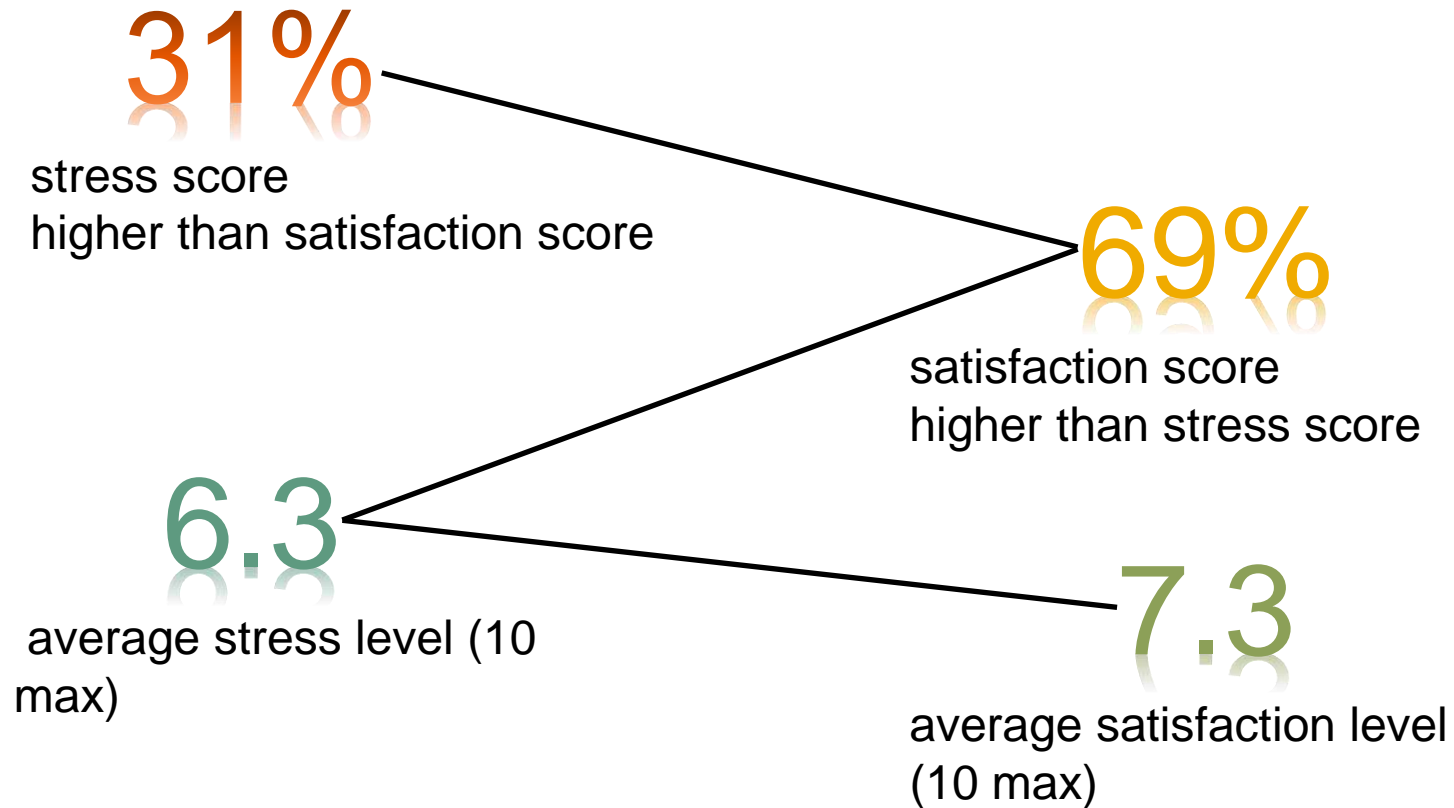 31%
stress score
higher than satisfaction score
69%
satisfaction score
higher than stress score
6.3
average stress level (10
max)
7.3
average satisfaction level
(10 max)